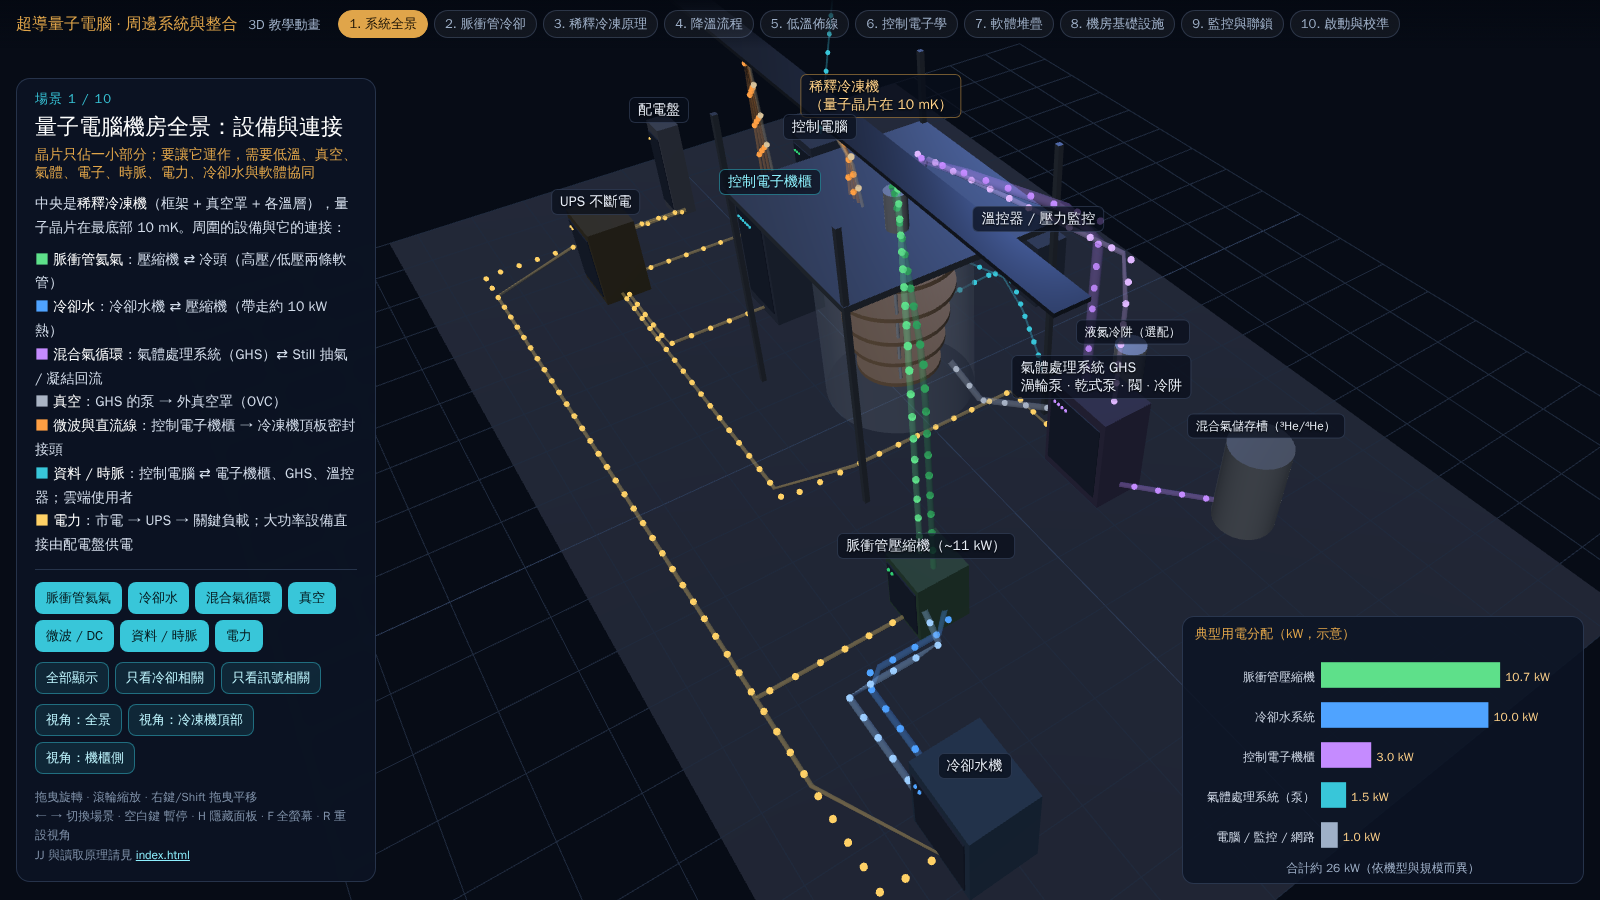 超導量子電腦 · 周邊系統與整合 3D 教學動畫
1. 系統全景
2. 脈衝管冷卻
3. 稀釋冷凍原理
4. 降溫流程
5. 低溫佈線
6. 控制電子學
7. 軟體堆疊
8. 機房基礎設施
9. 監控與聯鎖
10. 啟動與校準
場景 1 / 10
量子電腦機房全景：設備與連接
晶片只佔一小部分；要讓它運作，需要低溫、真空、
氣體、電子、時脈、電力、冷卻水與軟體協同
中央是稀釋冷凍機（框架 + 真空罩 + 各溫層），量
子晶片在最底部 10 mK。周圍的設備與它的連接：
脈衝管氦氣：壓縮機 ⇄ 冷頭（高壓/低壓兩條軟
管）
冷卻水：冷卻水機 ⇄ 壓縮機（帶走約 10 kW
熱）
混合氣循環：氣體處理系統（GHS）⇄ Still 抽氣
/ 凝結回流
真空：GHS 的泵 → 外真空罩（OVC）
微波與直流線：控制電子機櫃 → 冷凍機頂板密封
接頭
資料 / 時脈：控制電腦 ⇄ 電子機櫃、GHS、溫控
器；雲端使用者
電力：市電 → UPS → 關鍵負載；大功率設備直
接由配電盤供電
脈衝管氦氣
冷卻水
混合氣循環
真空
微波 / DC
資料 / 時脈
電力
全部顯示
只看冷卻相關
只看訊號相關
視角：全景
視角：冷凍機頂部
視角：機櫃側
拖曳旋轉 · 滾輪縮放 · 右鍵/Shift 拖曳平移
← → 切換場景 · 空白鍵 暫停 · H 隱藏面板 · F 全螢幕 · R 重
設視角
JJ 與讀取原理請見 index.html
稀釋冷凍機
（量子晶片在 10 mK）
配電盤
控制電腦
控制電子機櫃
UPS 不斷電
溫控器 / 壓力監控
液氮冷阱（選配）
氣體處理系統 GHS
渦輪泵 · 乾式泵 · 閥 · 冷阱
混合氣儲存槽（³He/⁴He）
脈衝管壓縮機（~11 kW）
冷卻水機
典型用電分配（kW，示意）
脈衝管壓縮機 10.7 kW
冷卻水系統 10.0 kW
控制電子機櫃 3.0 kW
氣體處理系統（泵） 1.5 kW
電腦 / 監控 / 網路 1.0 kW
合計約 26 kW（依機型與規模而異）